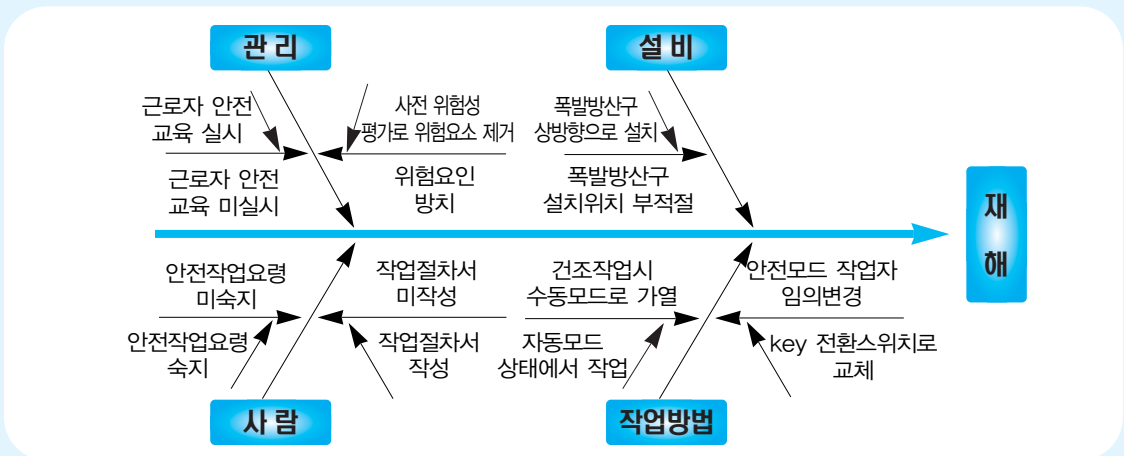 관 리
설 비
근로자 안전
교육 실시
사전 위험성
평가로 위험요소 제거
폭발방산구
상방향으로 설치
근로자 안전
교육 미실시
위험요인
방치
폭발방산구
설치위치 부적절
재
해
안전작업요령
미숙지
작업절차서
미작성
건조작업시
수동모드로 가열
안전모드 작업자
임의변경
안전작업요령
숙지
작업절차서
작성
자동모드
상태에서 작업
key 전환스위치로
교체
사 람
작업방법